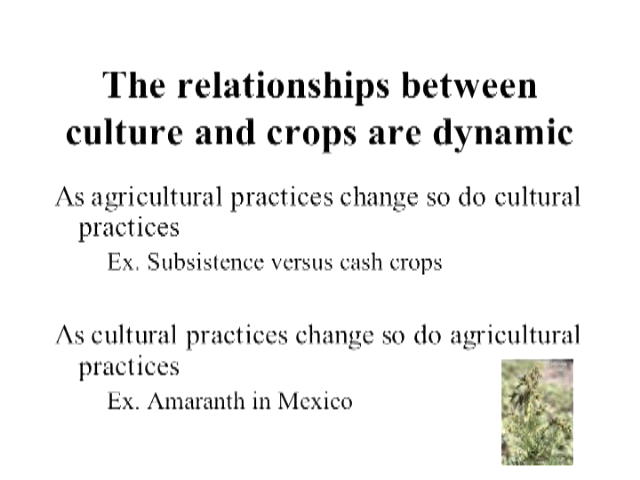 The relationships between
culture and crops are dynamic
As agricultural practices change so do cultural
practices
Ex. Subsistence versus cash crops
As cultural practices change so do agricultural
practices
Ex. Amaranth in Mexico